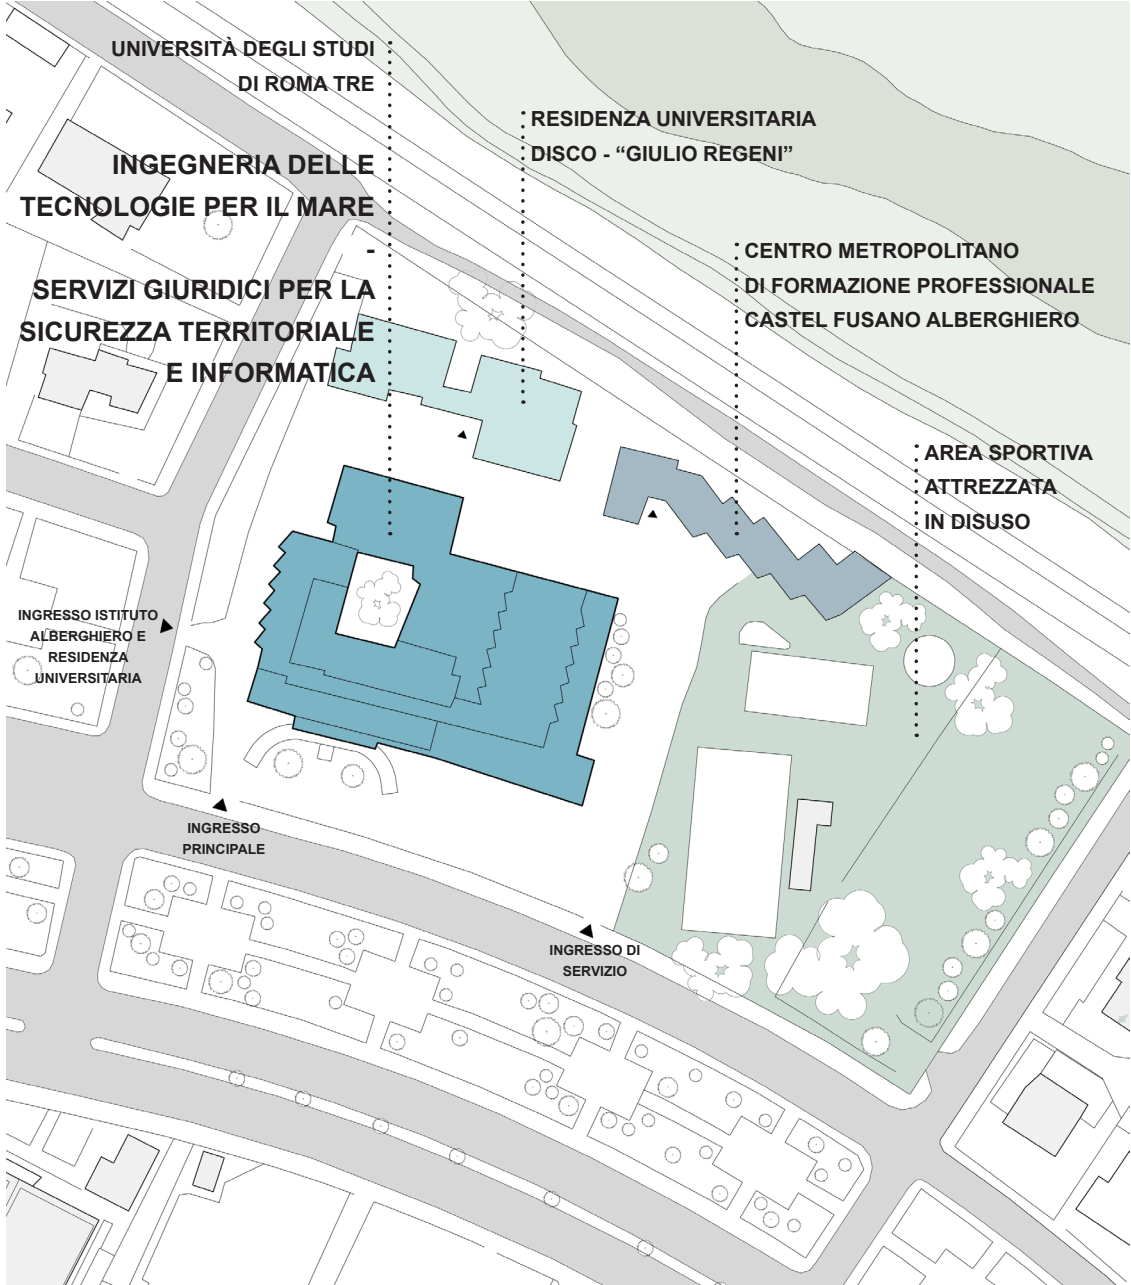 UNIVERSITÀ DEGLI STUDI
DI ROMA TRE
INGEGNERIA DELLE
TECNOLOGIE PER IL MARE
-
SERVIZI GIURIDICI PER LA
SICUREZZA TERRITORIALE
E INFORMATICA
RESIDENZA UNIVERSITARIA
DISCO - “GIULIO REGENI”
CENTRO METROPOLITANO
DI FORMAZIONE PROFESSIONALE
CASTEL FUSANO ALBERGHIERO
AREA SPORTIVA
ATTREZZATA
IN DISUSO
INGRESSO ISTITUTO
ALBERGHIERO E
RESIDENZA
UNIVERSITARIA
INGRESSO
PRINCIPALE
INGRESSO DI
SERVIZIO